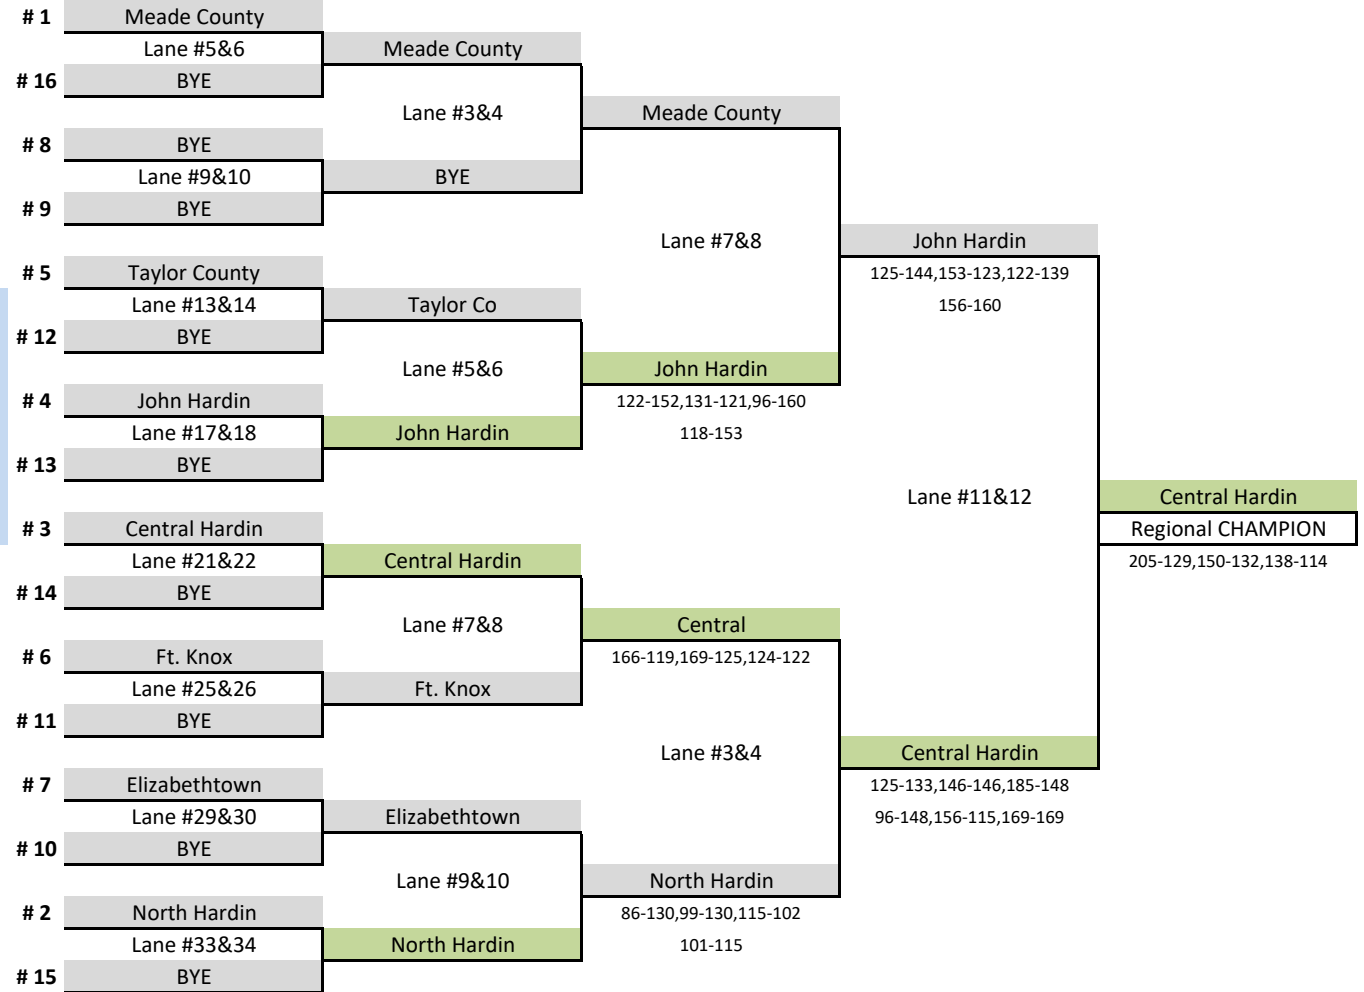 # 1 Meade County
Lane #5&6 Meade County
# 16 BYE
Lane #3&4 Meade County
# 8 BYE
Lane #9&10 BYE
# 9 BYE
Lane #7&8 John Hardin
# 5 Taylor County 125-144,153-123,122-139
Lane #13&14 Taylor Co 156-160
# 12 BYE
Lane #5&6 John Hardin
# 4 John Hardin 122-152,131-121,96-160
Lane #17&18 John Hardin 118-153
# 13 BYE
Lane #11&12 Central Hardin
# 3 Central Hardin Regional CHAMPION
Lane #21&22 Central Hardin 205-129,150-132,138-114
# 14 BYE
Lane #7&8 Central
# 6 Ft. Knox 166-119,169-125,124-122
Lane #25&26 Ft. Knox
# 11 BYE
Lane #3&4 Central Hardin
# 7 Elizabethtown 125-133,146-146,185-148
Lane #29&30 Elizabethtown 96-148,156-115,169-169
# 10 BYE
Lane #9&10 North Hardin
# 2 North Hardin 86-130,99-130,115-102
Lane #33&34 North Hardin 101-115
# 15 BYE